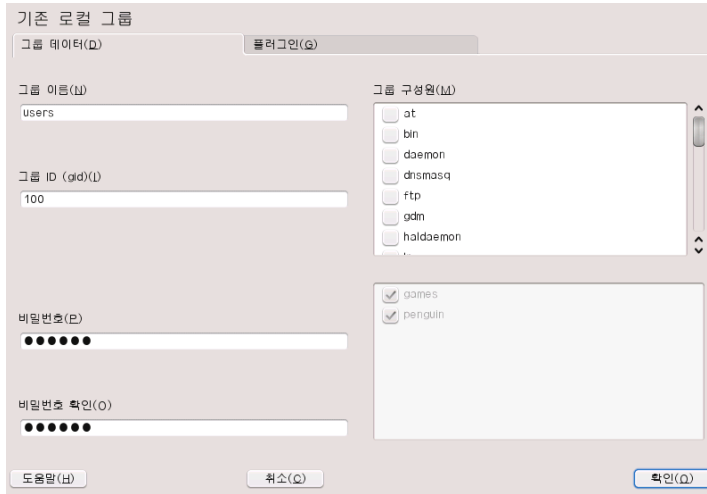 기존 로컬 그룹
그룹 데이터(D)
플러그인(G)
그룹 이름(N)
users
그룹 ID (gid)(I)
100
비밀번호(P)
●●●●●●
비밀번호 확인(O)
●●●●●●
그룹 구성원(M)
at
bin
daemon
dnsmasq
ftp
gdm
haldaemon
games
penguin
도움말(H)
취소(C)
확인(O)